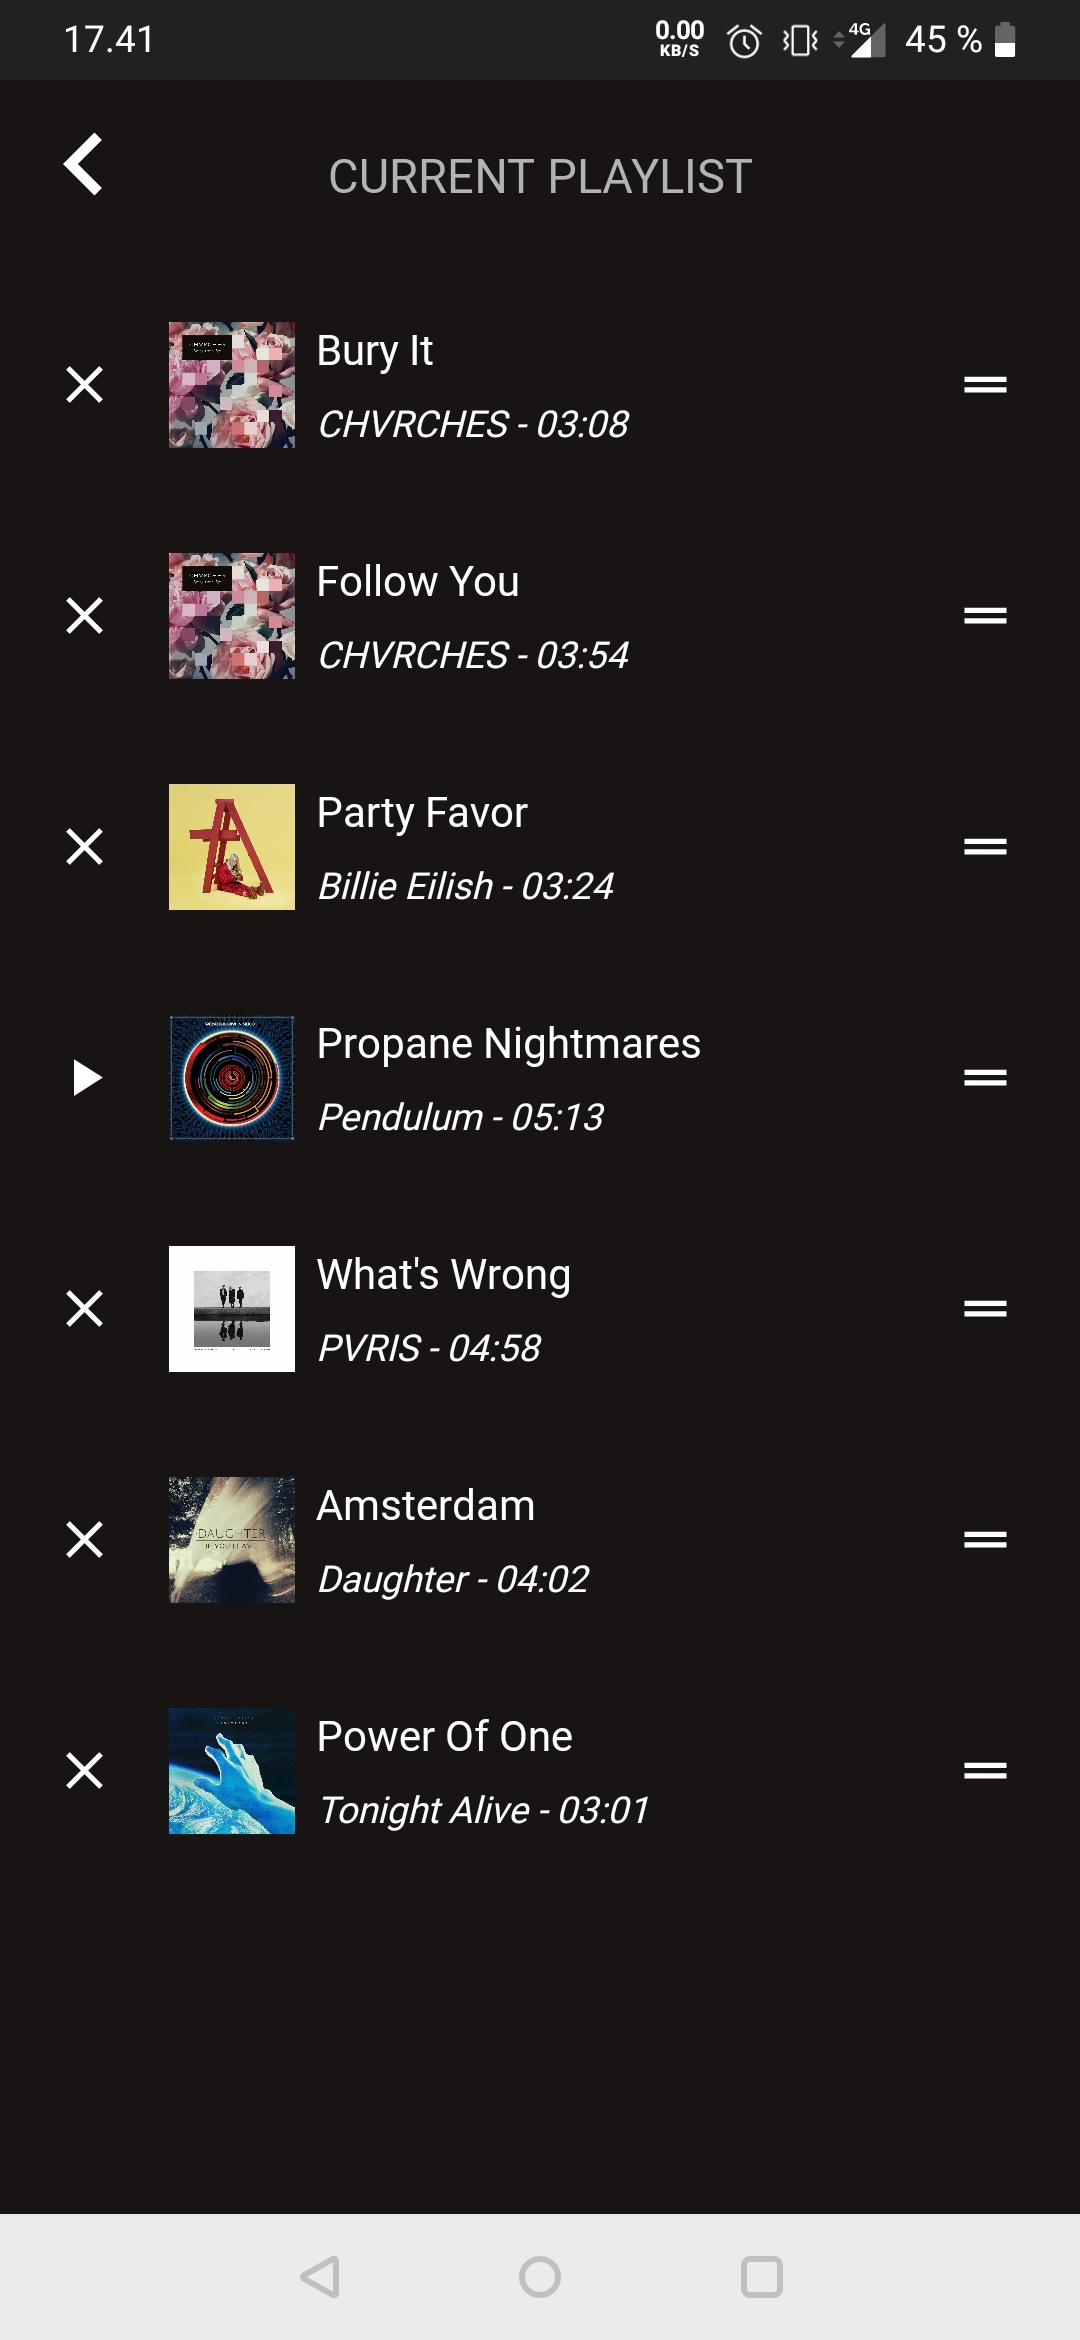 17.41
0.00
KB/S
4G
45 %
CURRENT PLAYLIST
Bury It
CHVRCHES - 03:08
Follow You
CHVRCHES - 03:54
Party Favor
Billie Eilish - 03:24
Propane Nightmares
Pendulum - 05:13
What's Wrong
PVRIS - 04:58
DAUGHTER
Amsterdam
Daughter - 04:02
Power Of One
Tonight Alive - 03:01